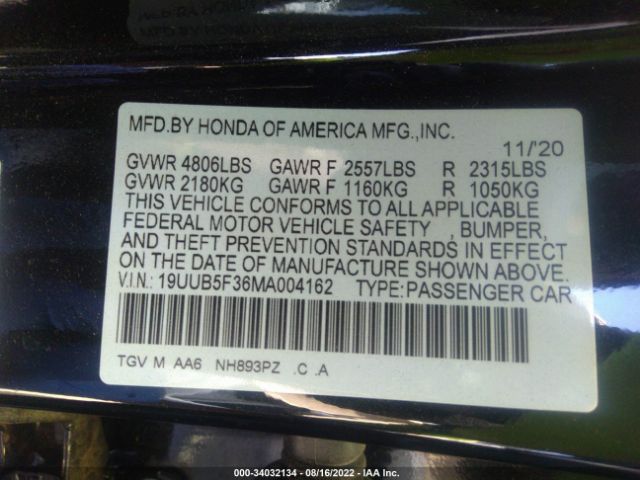 MFD.BY HONDA OF AMERICA MFG.,INC.
11/'20
GVWR 4806LBS GAWR F 2557LBS R 2315LBS
GVWR 2180KG GAWR F 1160KG R 1050KG
THIS VEHICLE CONFORMS TO ALL APPLICABLE
FEDERAL MOTOR VEHICLE SAFETY , BUMPER,
AND THEFT PREVENTION STANDARDS IN EFFECT
ON THE DATE OF MANUFACTURE SHOWN ABOVE.
V.I.N.: 19UUB5F36MA004162 TYPE:PASSENGER CAR
TGV M AA6 NH893PZ .C .A
000-34032134 - 08/16/2022 - IAA Inc.